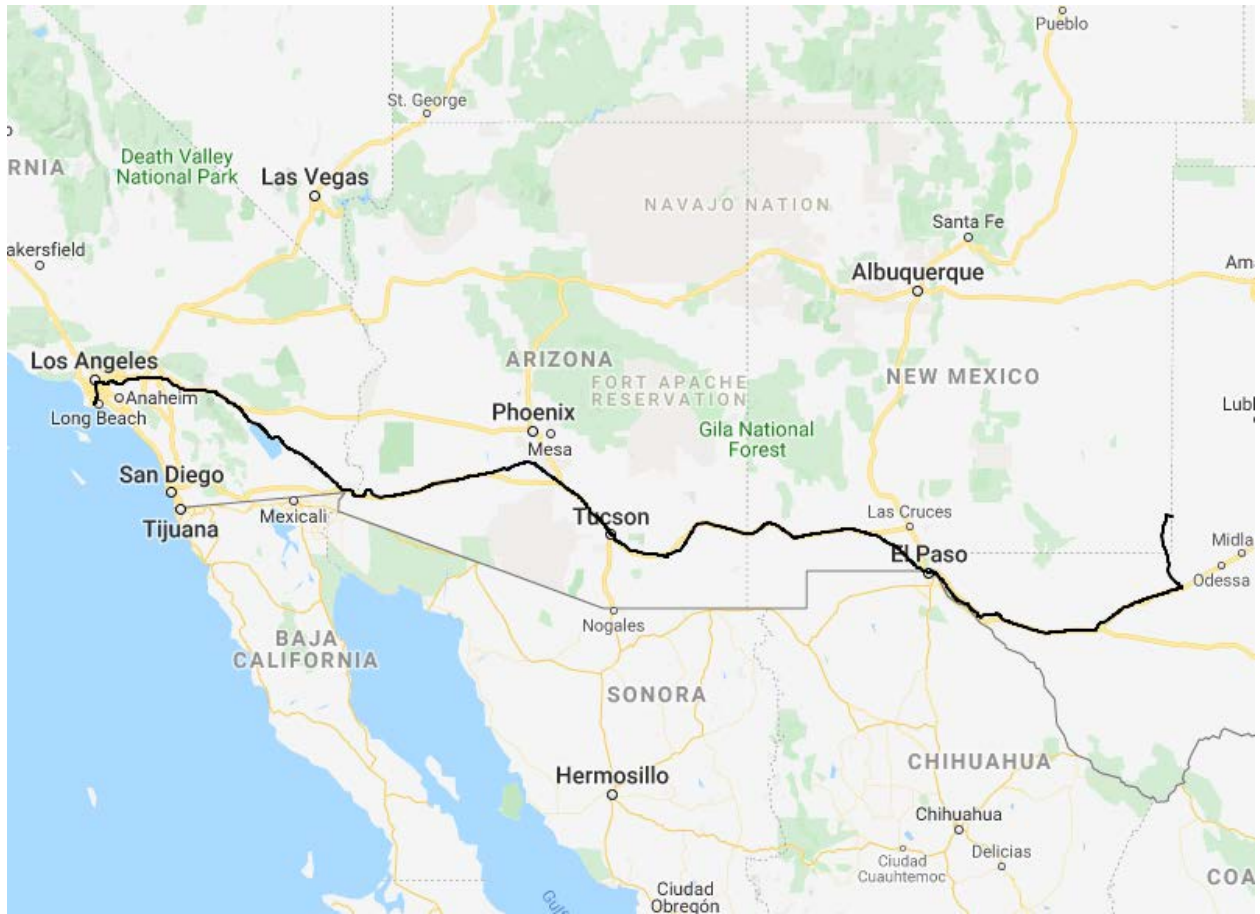 Pueblo
St. George
Death Valley
National Park
RNIA
Las Vegas
NAVAJO NATION
Santa Fe
akersfield
Albuquerque
Ama
Los Angeles
ARIZONA
FORT APACHE
RESERVATION
NEW MEXICO
Anaheim
Long Beach
Phoenix
Mesa
Gila National
Forest
Lubl
San Diego
Tijuana
Mexicali
Tucson
Las Cruces
El Paso
Midla
Odessa
Nogales
BAJA
CALIFORNIA
SONORA
CHIHUAHUA
Hermosillo
Chihuahua
Ciudad
Cuauhtemoc
Delicias
COA
Ciudad
Obregón
Gulf